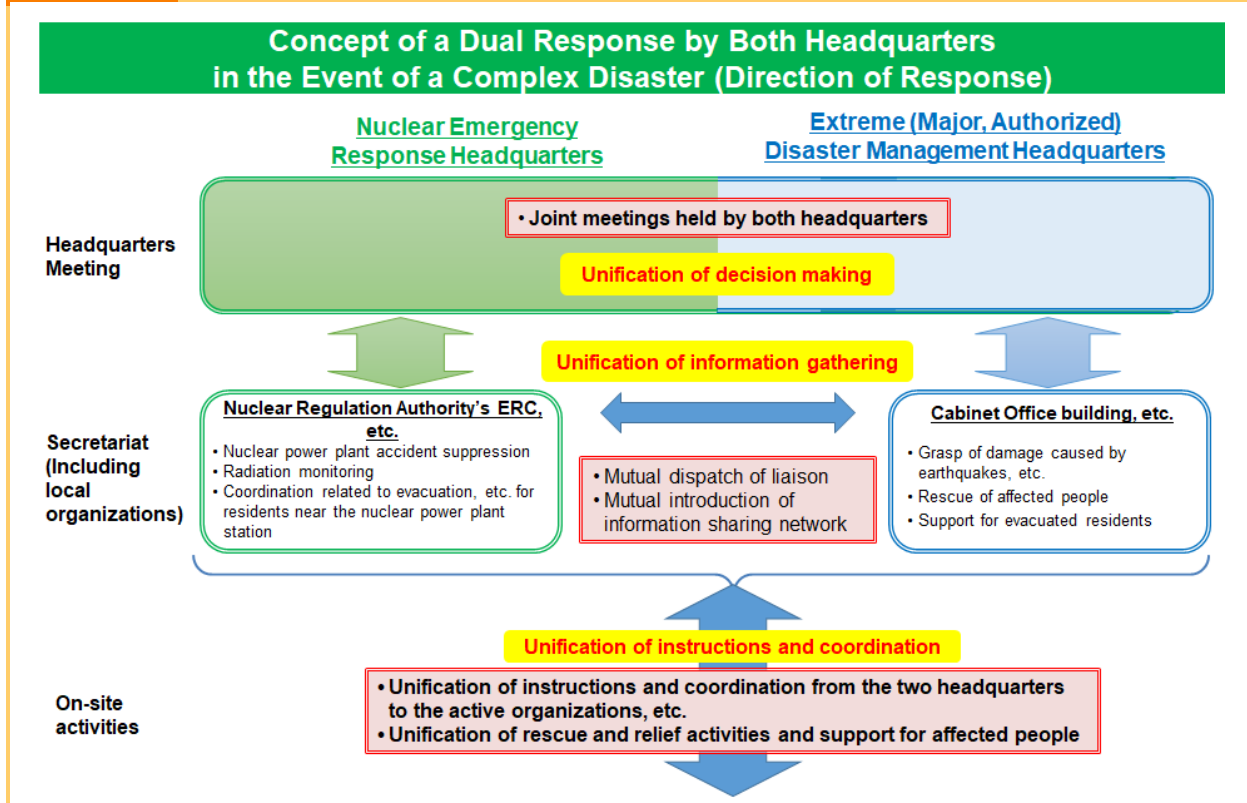 Concept of a Dual Response by Both Headquarters
in the Event of a Complex Disaster (Direction of Response)
Nuclear Emergency
Response Headquarters
Extreme (Major, Authorized)
Disaster Management Headquarters
Headquarters
Meeting
• Joint meetings held by both headquarters
Unification of decision making
Unification of information gathering
Secretariat
(Including
local
organizations)
Nuclear Regulation Authority's ERC,
etc.
• Nuclear power plant accident suppression
• Radiation monitoring
• Coordination related to evacuation, etc. for
residents near the nuclear power plant
station
• Mutual dispatch of liaison
• Mutual introduction of
information sharing network
Cabinet Office building, etc.
• Grasp of damage caused by
earthquakes, etc.
• Rescue of affected people
• Support for evacuated residents
Unification of instructions and coordination
On-site
activities
• Unification of instructions and coordination from the two headquarters
to the active organizations, etc.
• Unification of rescue and relief activities and support for affected people